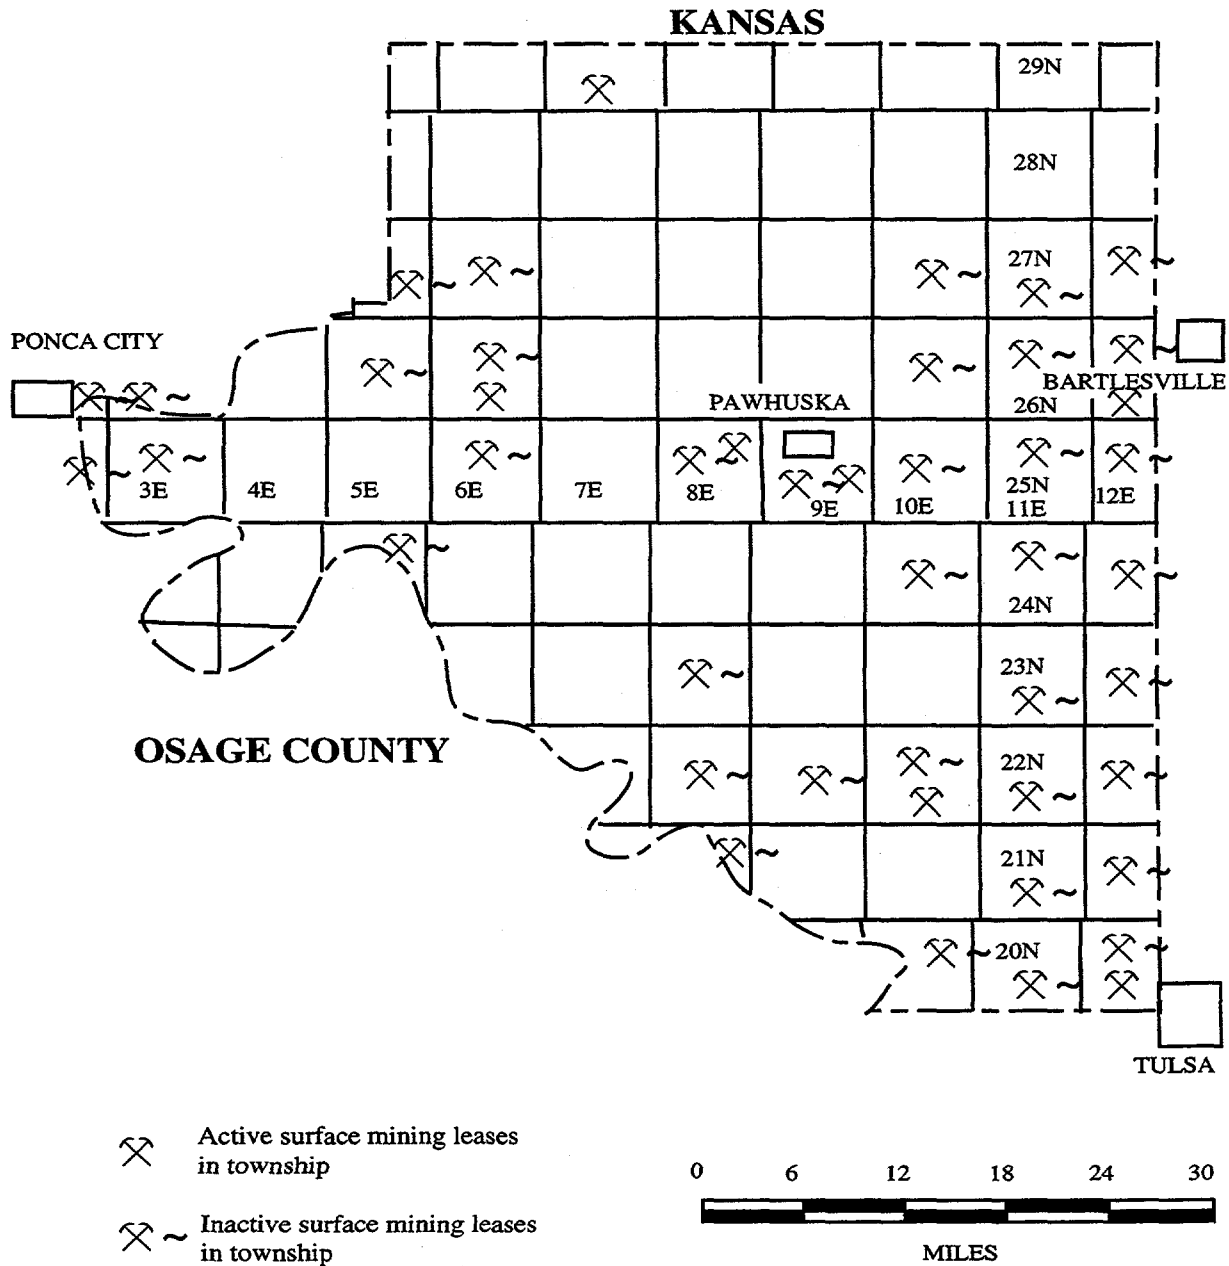 KANSAS
29N
28N
27N
PONCA CITY
BARTLESVILLE
PAWHUSKA
26N
3E
4E
5E
6E
7E
8E
9E
10E
25N
11E
12E
24N
23N
OSAGE COUNTY
22N
21N
20N
TULSA
Active surface mining leases
in township
0 6 12 18 24 30
Inactive surface mining leases
in township
MILES